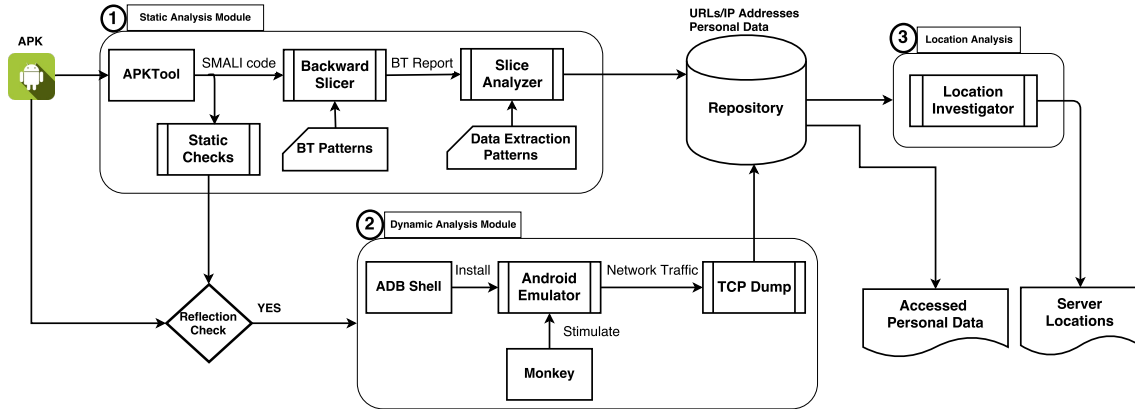 URLs/IP Addresses
Personal Data
1
Static Analysis Module
3
Location Analysis
APK
APKTool
SMALI code
Backward
Slicer
BT Report
Slice
Analyzer
Repository
Location
Investigator
Static
Checks
BT Patterns
Data Extraction
Patterns
2
Dynamic Analysis Module
Reflection
Check
YES
ADB Shell
Install
Android
Emulator
Network Traffic
TCP Dump
Stimulate
Monkey
Accessed
Personal Data
Server
Locations